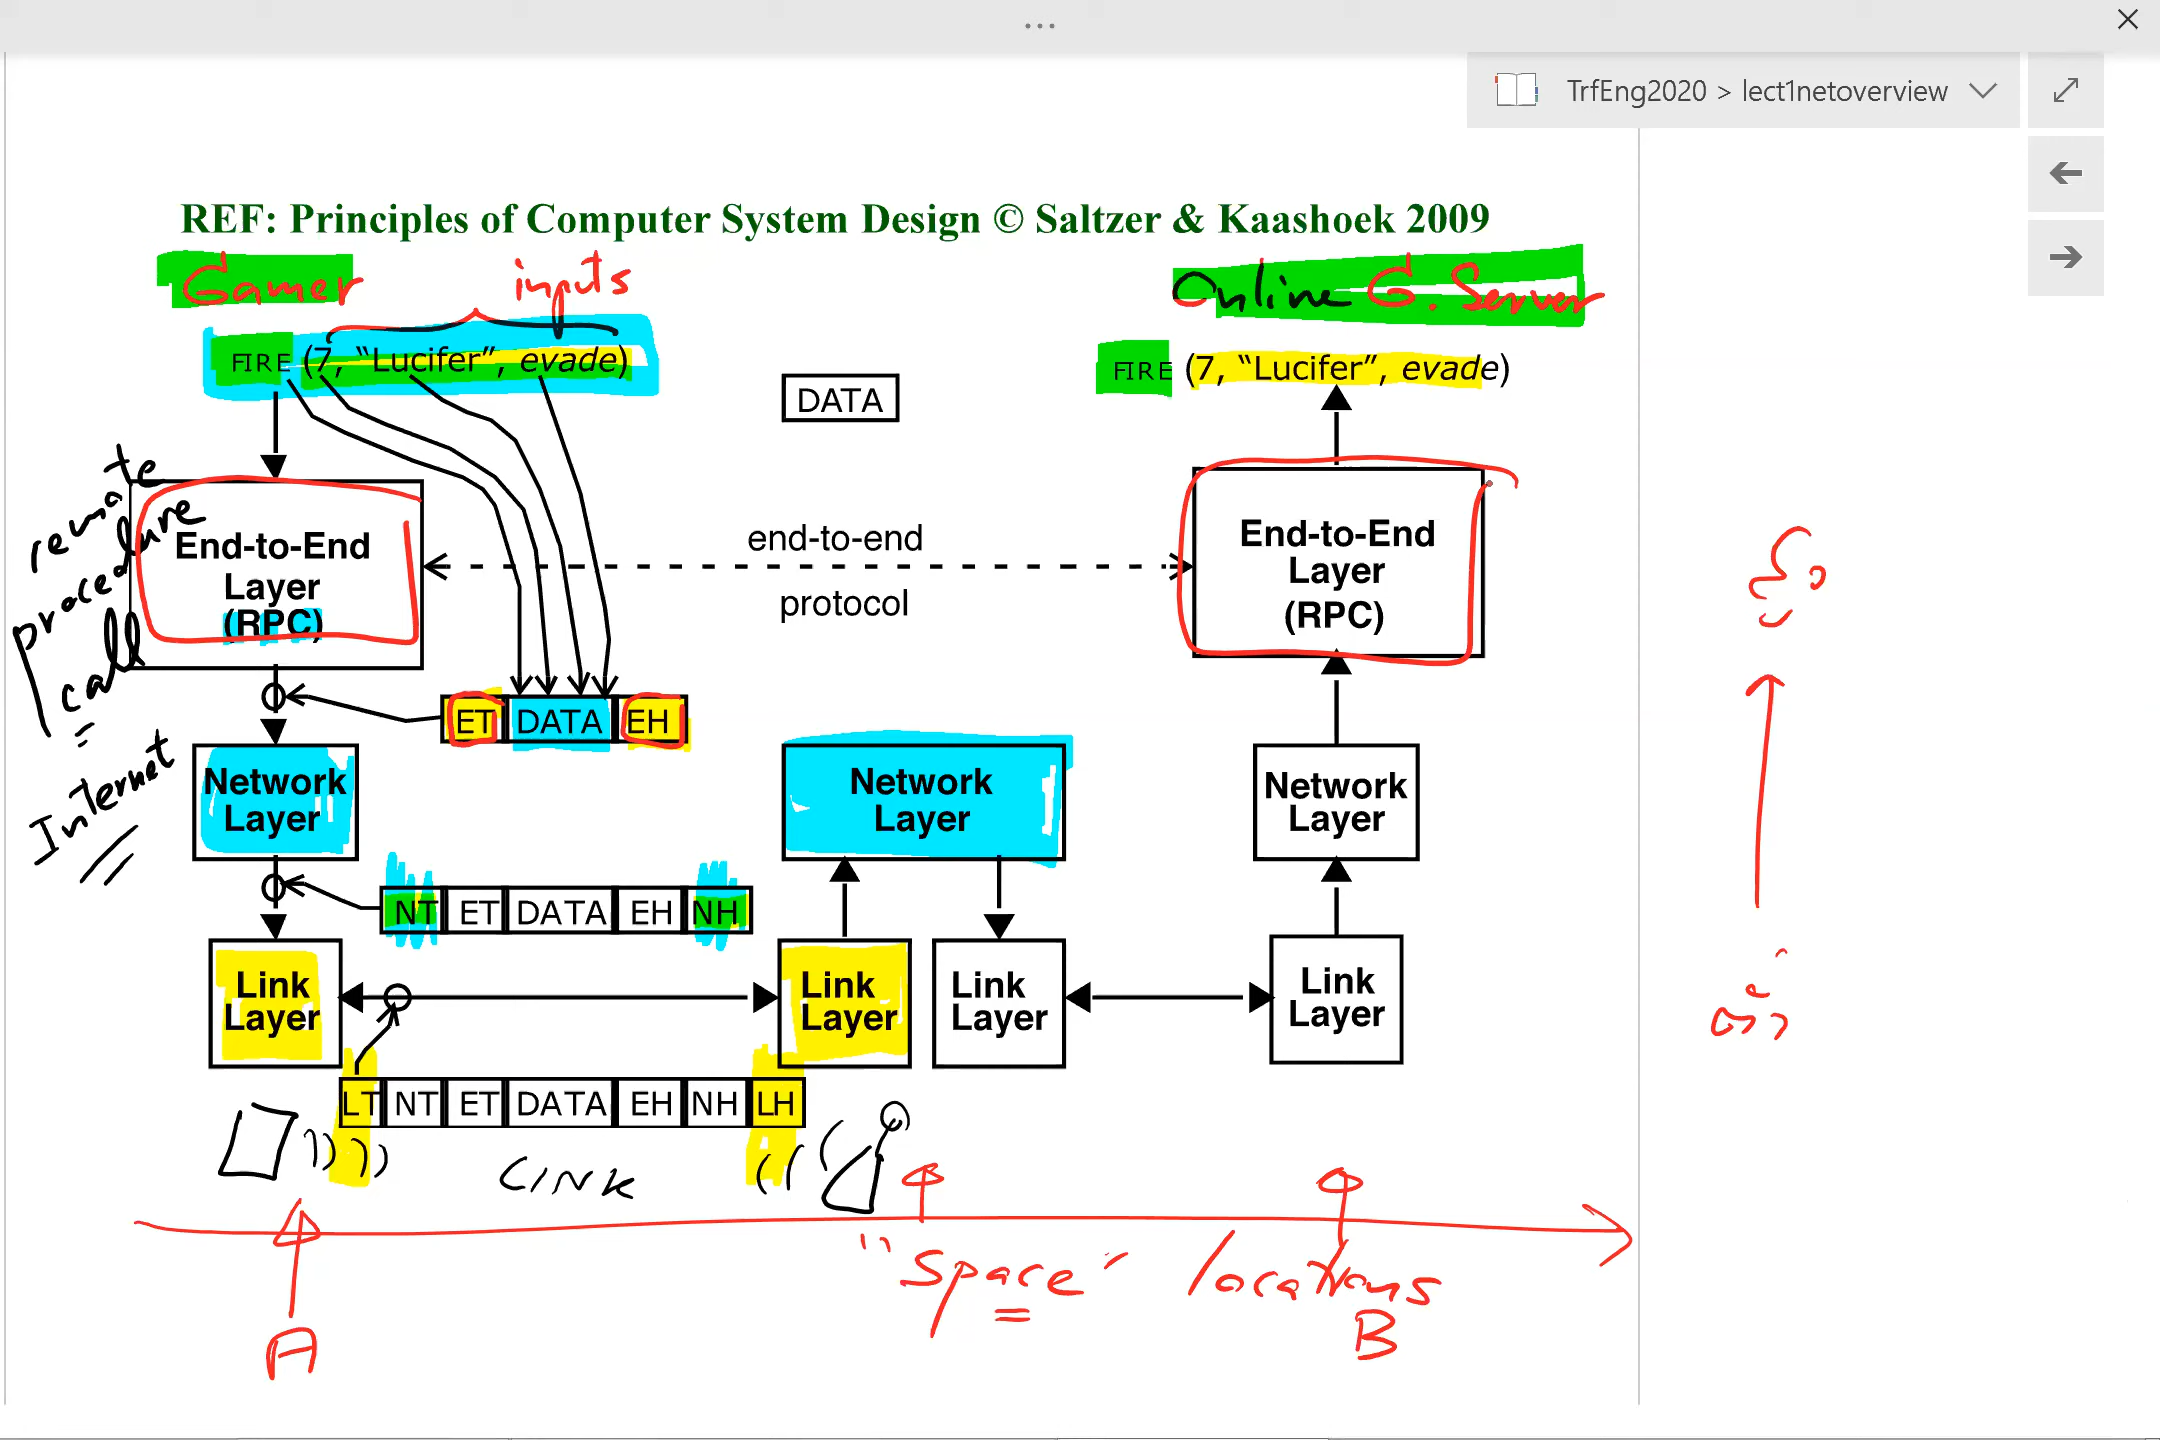 TrfEng2020 > lect1netoverview
REF: Principles of Computer System Design © Saltzer & Kaashoek 2009
Gamer
inputs
Online G. Server
FIRE (7, “Lucifer”, evade)
FIRE (7, “Lucifer”, evade)
DATA
remote
procedure
call
End-to-End
Layer
(RPC)
end-to-end
protocol
End-to-End
Layer
(RPC)
ET DATA EH
Internet
Network
Layer
Network
Layer
Network
Layer
NT ET DATA EH NH
Link
Layer
Link
Layer
Link
Layer
Link
Layer
LT NT ET DATA EH NH LH
LINK
"Space" locations
A
B